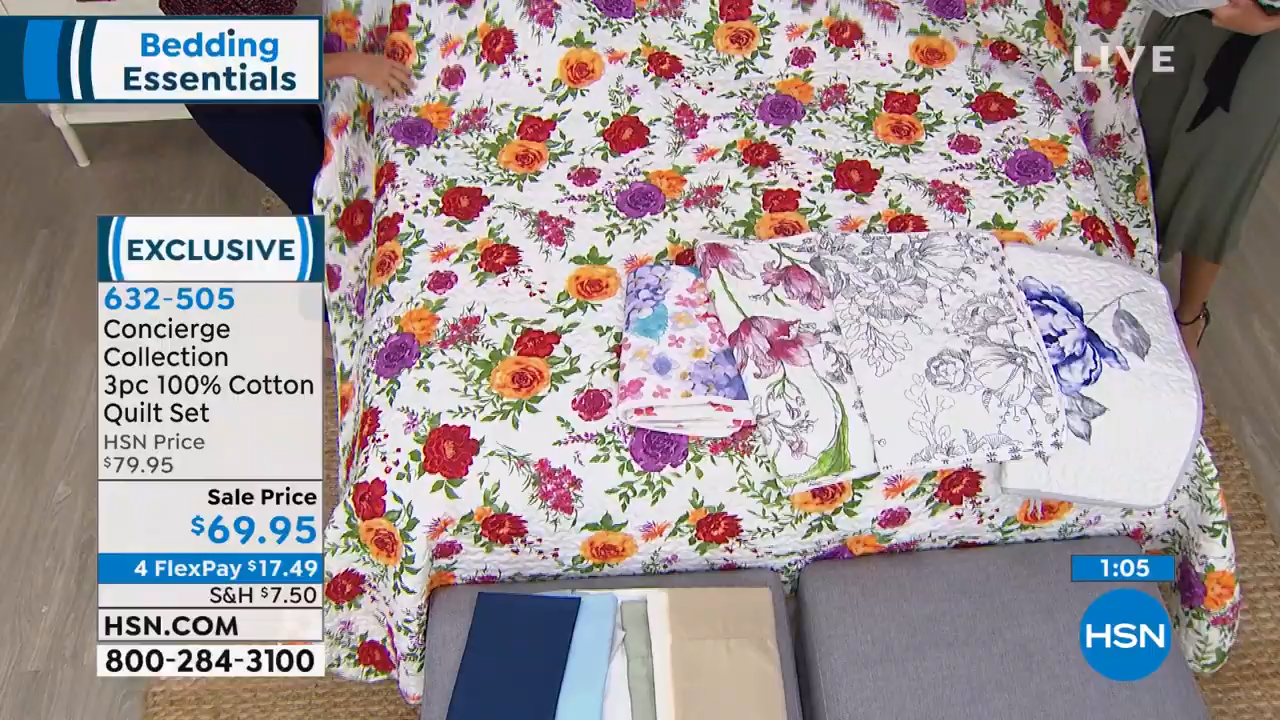 Bedding
Essentials
LIVE
EXCLUSIVE
632-505
Concierge
Collection
3pc 100% Cotton
Quilt Set
HSN Price
$79.95
Sale Price
$69.95
4 FlexPay $17.49
S&H $7.50
HSN.COM
800-284-3100
1:05
HSN